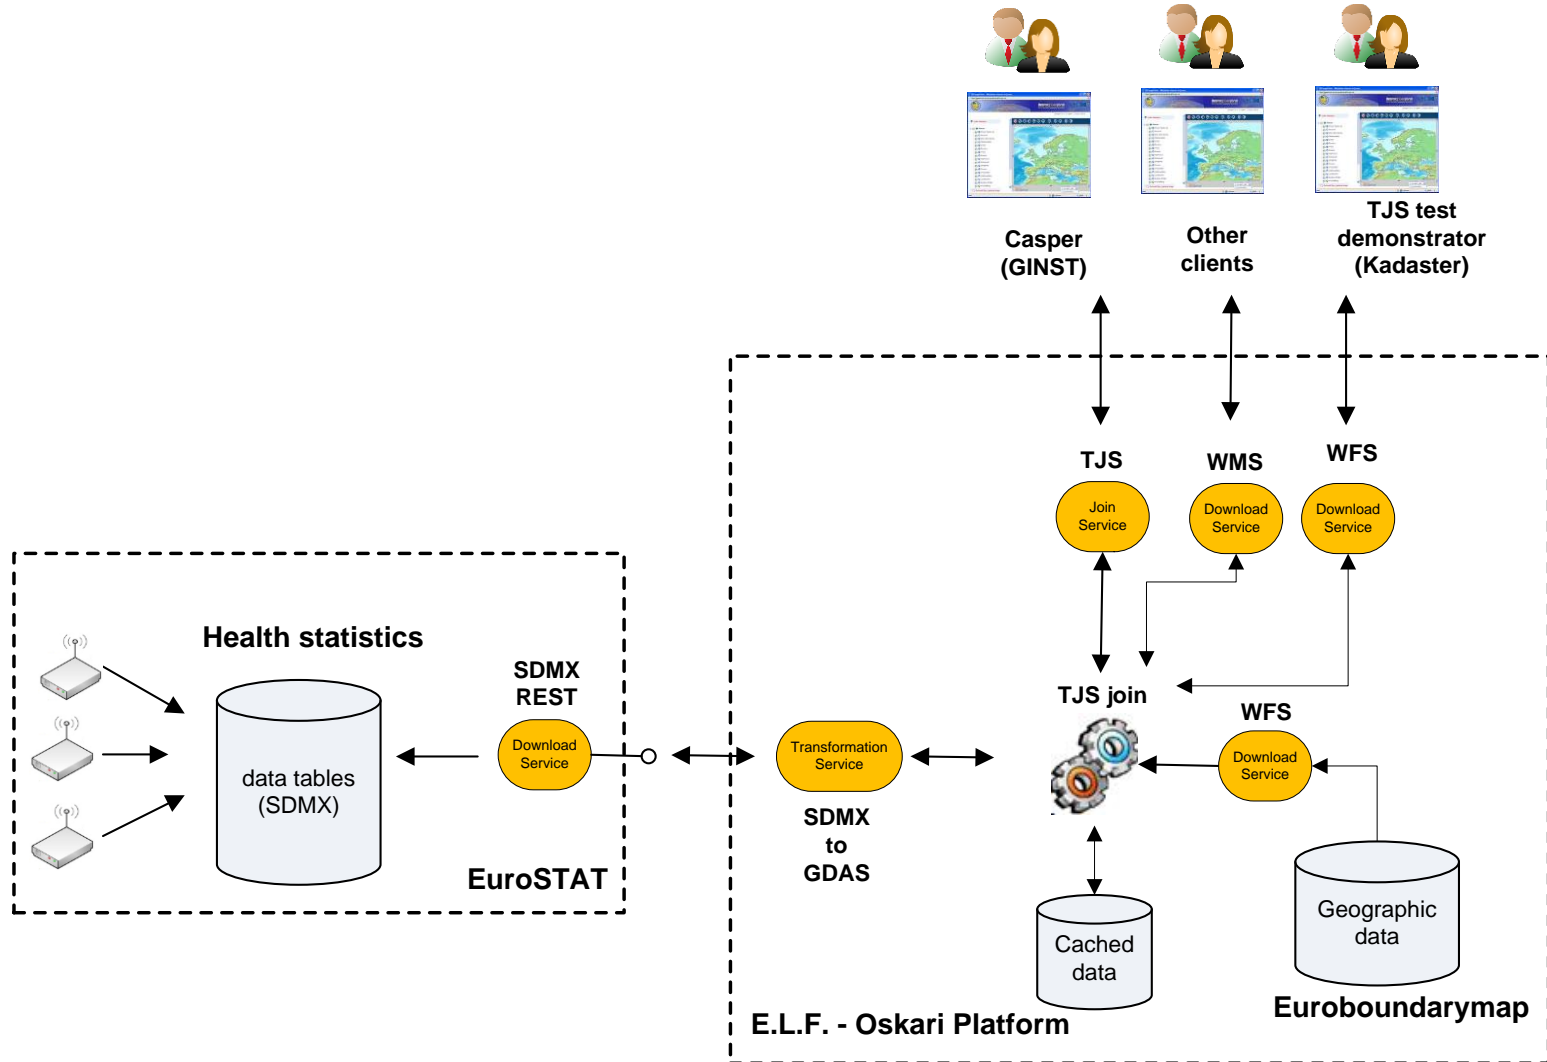 Casper
(GINST)
Other
clients
TJS test
demonstrator
(Kadaster)
TJS
WMS
WFS
Join
Service
Download
Service
Download
Service
Health statistics
SDMX
REST
Download
Service
data tables
(SDMX)
EuroSTAT
Transformation
Service
SDMX
to
GDAS
TJS join
WFS
Download
Service
Cached
data
Geographic
data
Euroboundarymap
E.L.F. - Oskari Platform